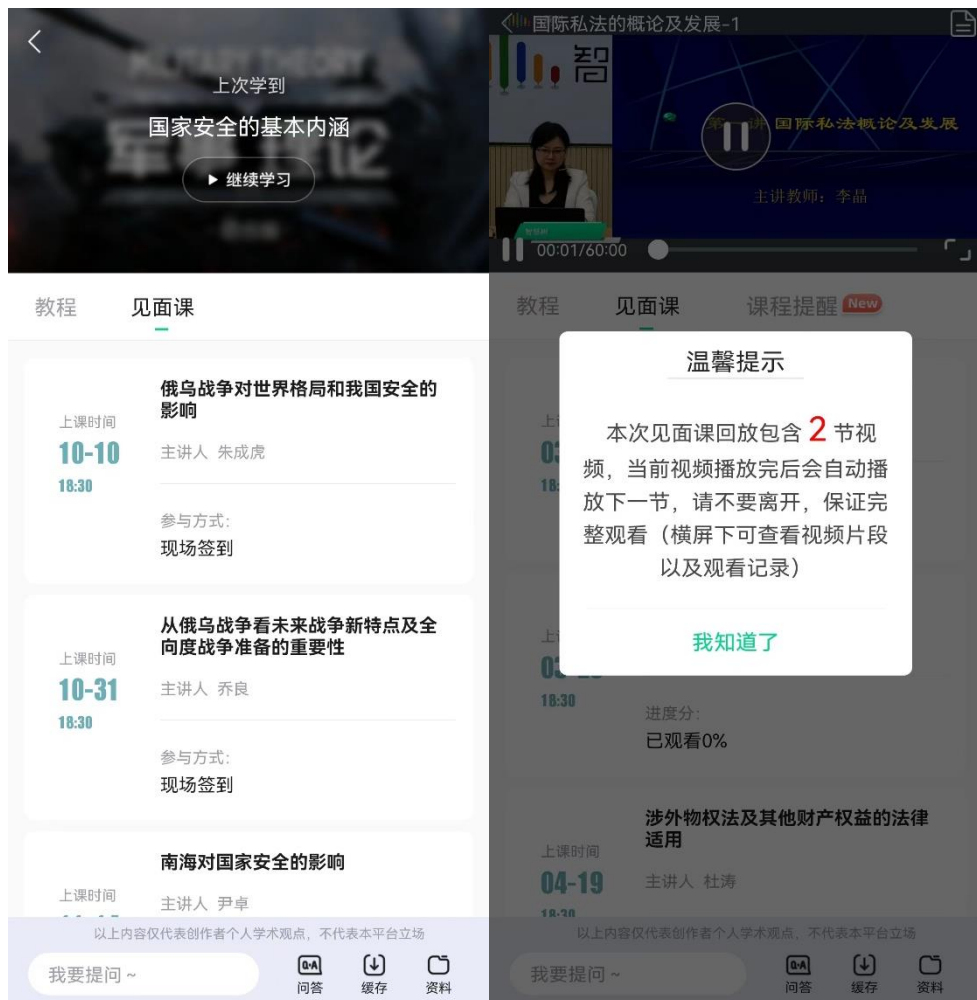 上次学到
国家安全的基本内涵
继续学习
教程 见面课
俄乌战争对世界格局和我国安全的
影响
上课时间
10-10
18:30
主讲人 朱成虎
参与方式:
现场签到
从俄乌战争看未来战争新特点及全
向度战争准备的重要性
上课时间
10-31
18:30
主讲人 乔良
参与方式:
现场签到
南海对国家安全的影响
上课时间
主讲人 尹卓
以上内容仅代表创作者个人学术观点，不代表本平台立场
我要提问~
Q·A
问答 缓存 资料
国际私法的概论及发展-1
智
第一讲 国际私法概论及发展
主讲教师：李晶
00:01/60:00
教程 见面课 课程提醒 New
温馨提示
本次见面课回放包含 2 节视
频，当前视频播放完后会自动播
放下一节，请不要离开，保证完
整观看（横屏下可查看视频片段
以及观看记录）
我知道了
18:30
进度分:
已观看0%
涉外物权法及其他财产权益的法律
适用
上课时间
04-19
18:30
主讲人 杜涛
以上内容仅代表创作者个人学术观点，不代表本平台立场
我要提问~
Q·A
问答 缓存 资料